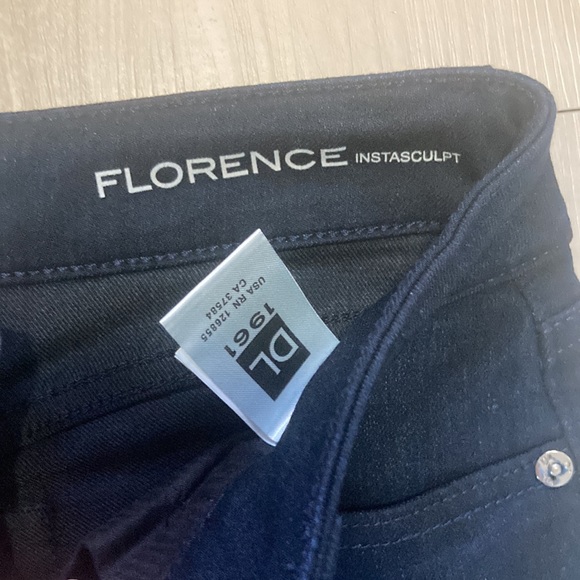 FLORENCE INSTASCULPT
DL
1961
USA RN 126855
CA 37584